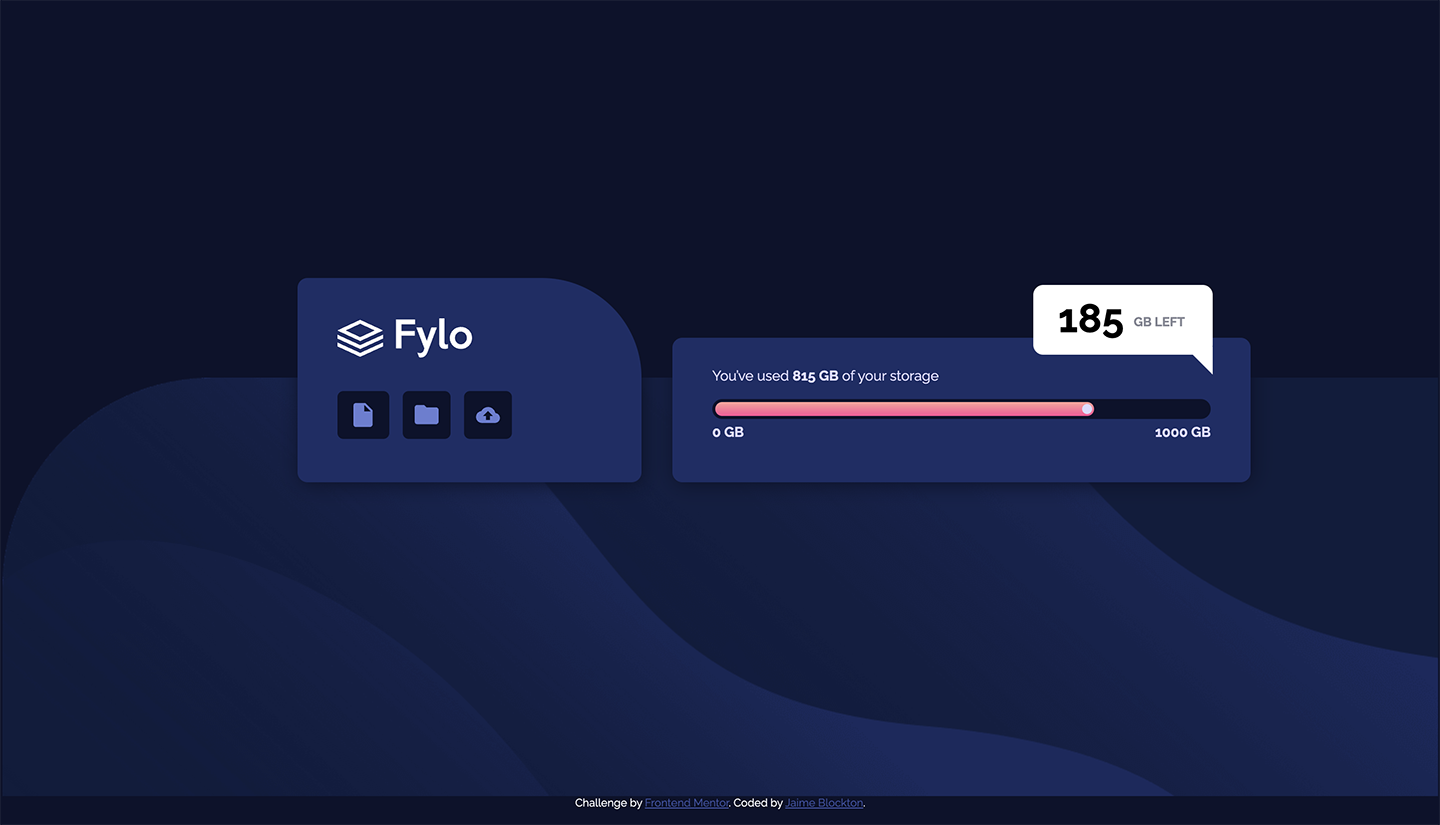 Fylo
185 GB LEFT
You've used 815 GB of your storage
0 GB
1000 GB
Challenge by Frontend Mentor. Coded by Jaime Blockton.